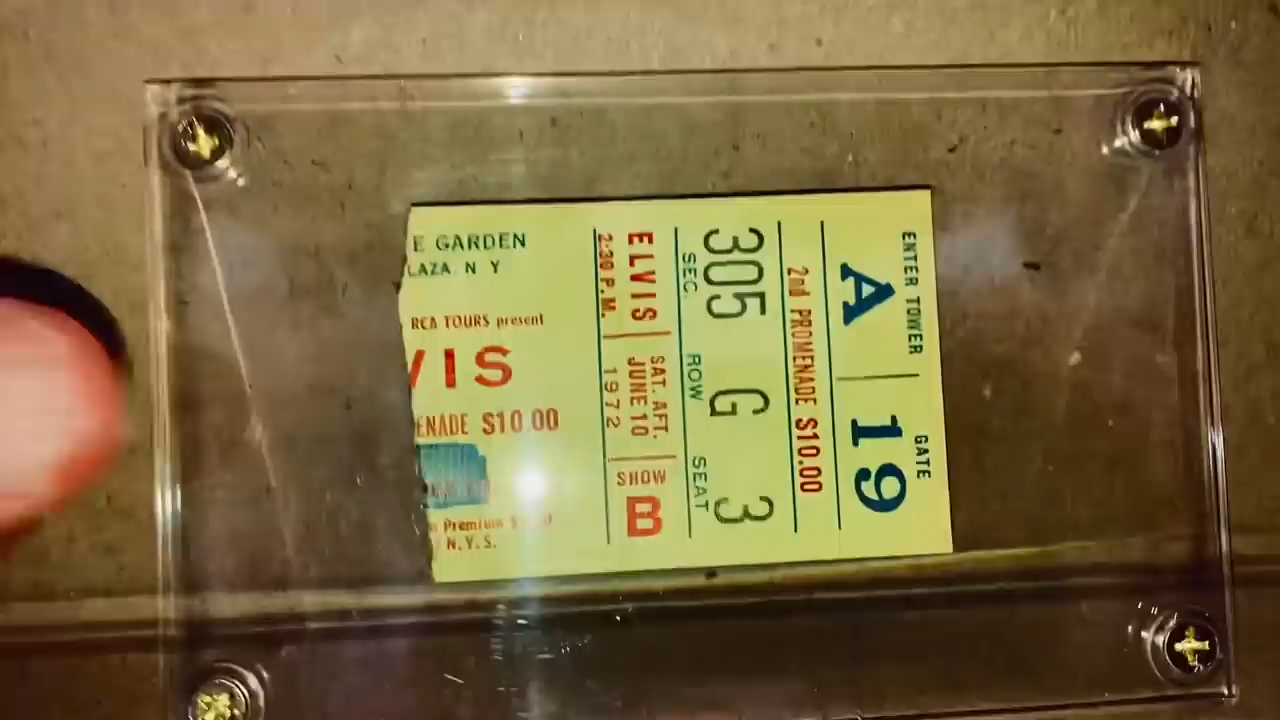 E GARDEN
LAZA. N Y
RCA TOURS present
VIS
ENADE $10.00
Premium
N.Y.S.
ELVIS
2:30 P.M.
SAT. AFT.
JUNE 10
1972
SHOW
B
305 G 3
SEC. ROW SEAT
2nd PROMENADE $10.00
A 19
ENTER TOWER GATE